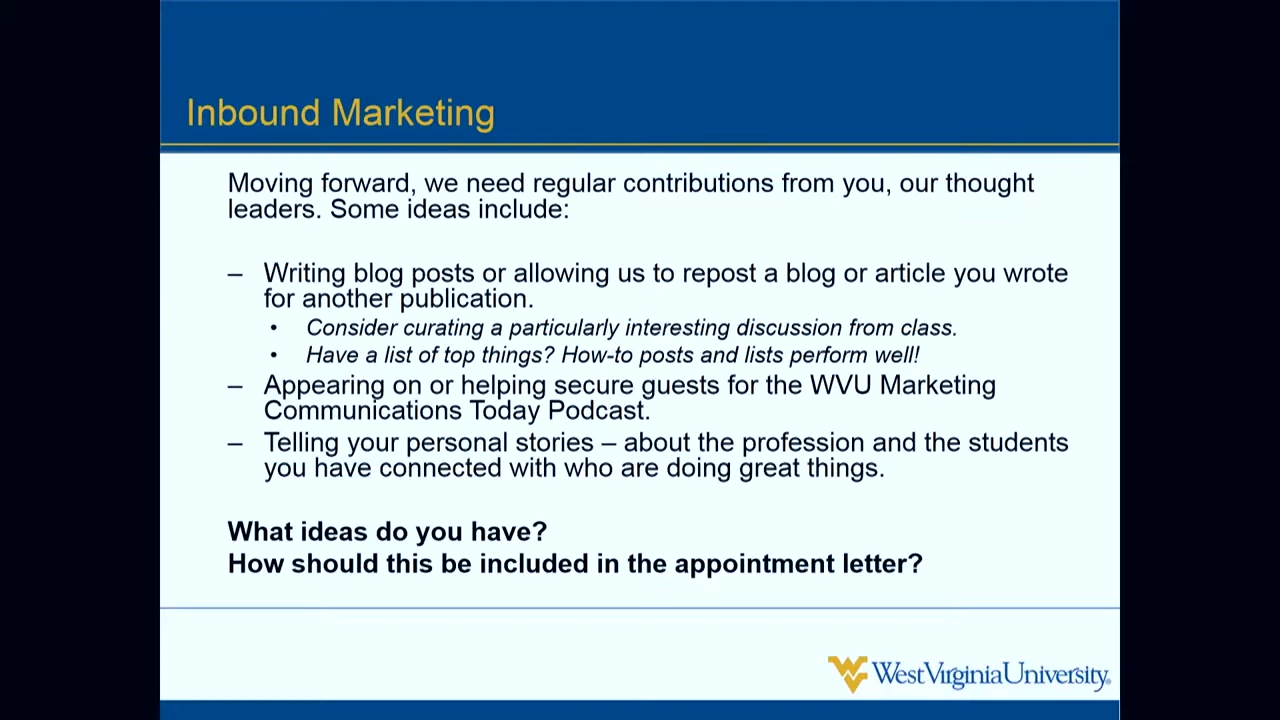 Inbound Marketing
Moving forward, we need regular contributions from you, our thought
leaders. Some ideas include:
– Writing blog posts or allowing us to repost a blog or article you wrote
for another publication.
• Consider curating a particularly interesting discussion from class.
• Have a list of top things? How-to posts and lists perform well!
– Appearing on or helping secure guests for the WVU Marketing
Communications Today Podcast.
– Telling your personal stories – about the profession and the students
you have connected with who are doing great things.
What ideas do you have?
How should this be included in the appointment letter?
WestVirginiaUniversity®